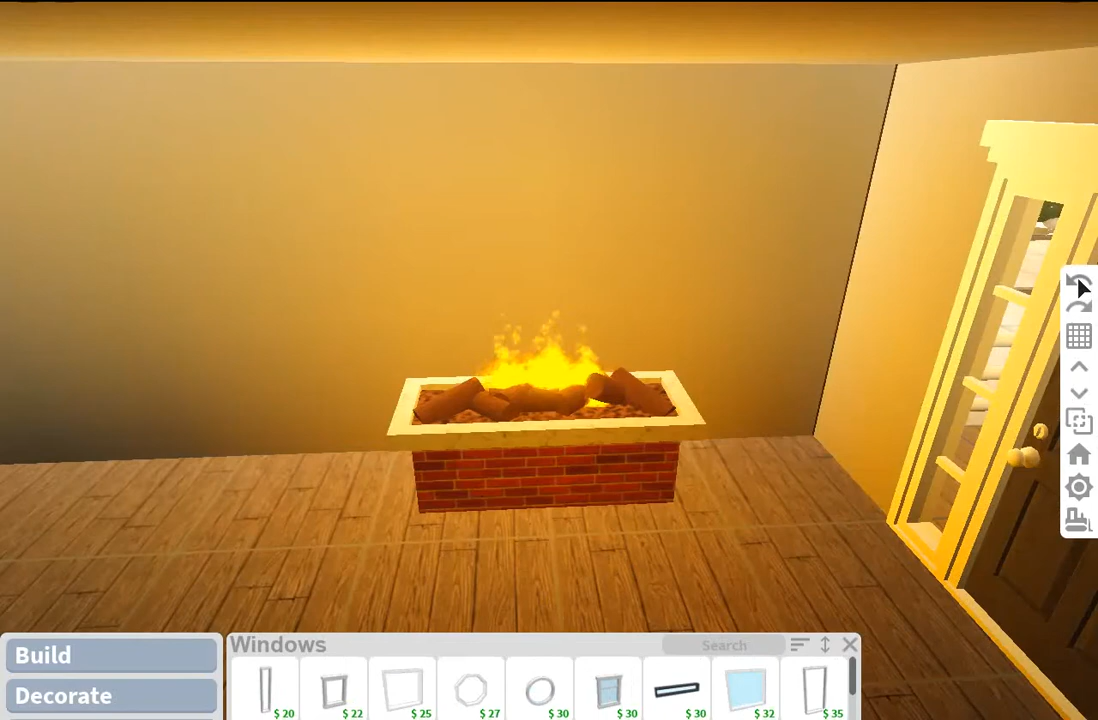 Windows
Search
Build
Decorate
$ 20
$ 22
$ 25
$ 27
$ 30
$ 30
$ 30
$ 32
$ 35